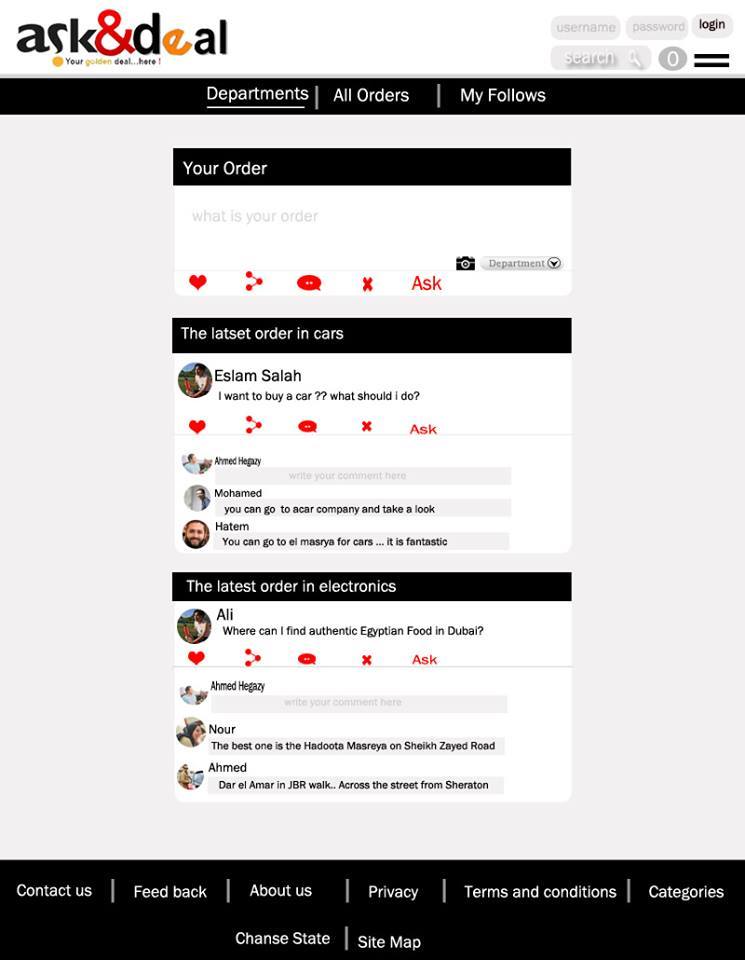 ask&deal
Your golden deal...here !
username
password
login
search
0
Departments
All Orders
My Follows
Your Order
what is your order
Department
Ask
The latset order in cars
Eslam Salah
I want to buy a car ?? what should i do?
Ask
Ahmed Hegazy
write your comment here
Mohamed
you can go to acar company and take a look
Hatem
You can go to el masrya for cars ... it is fantastic
The latest order in electronics
Ali
Where can I find authentic Egyptian Food in Dubai?
Ask
Ahmed Hegazy
write your comment here
Nour
The best one is the Hadoota Masreya on Sheikh Zayed Road
Ahmed
Dar el Amar in JBR walk.. Across the street from Sheraton
Contact us
Feed back
About us
Privacy
Terms and conditions
Categories
Chanse State
Site Map